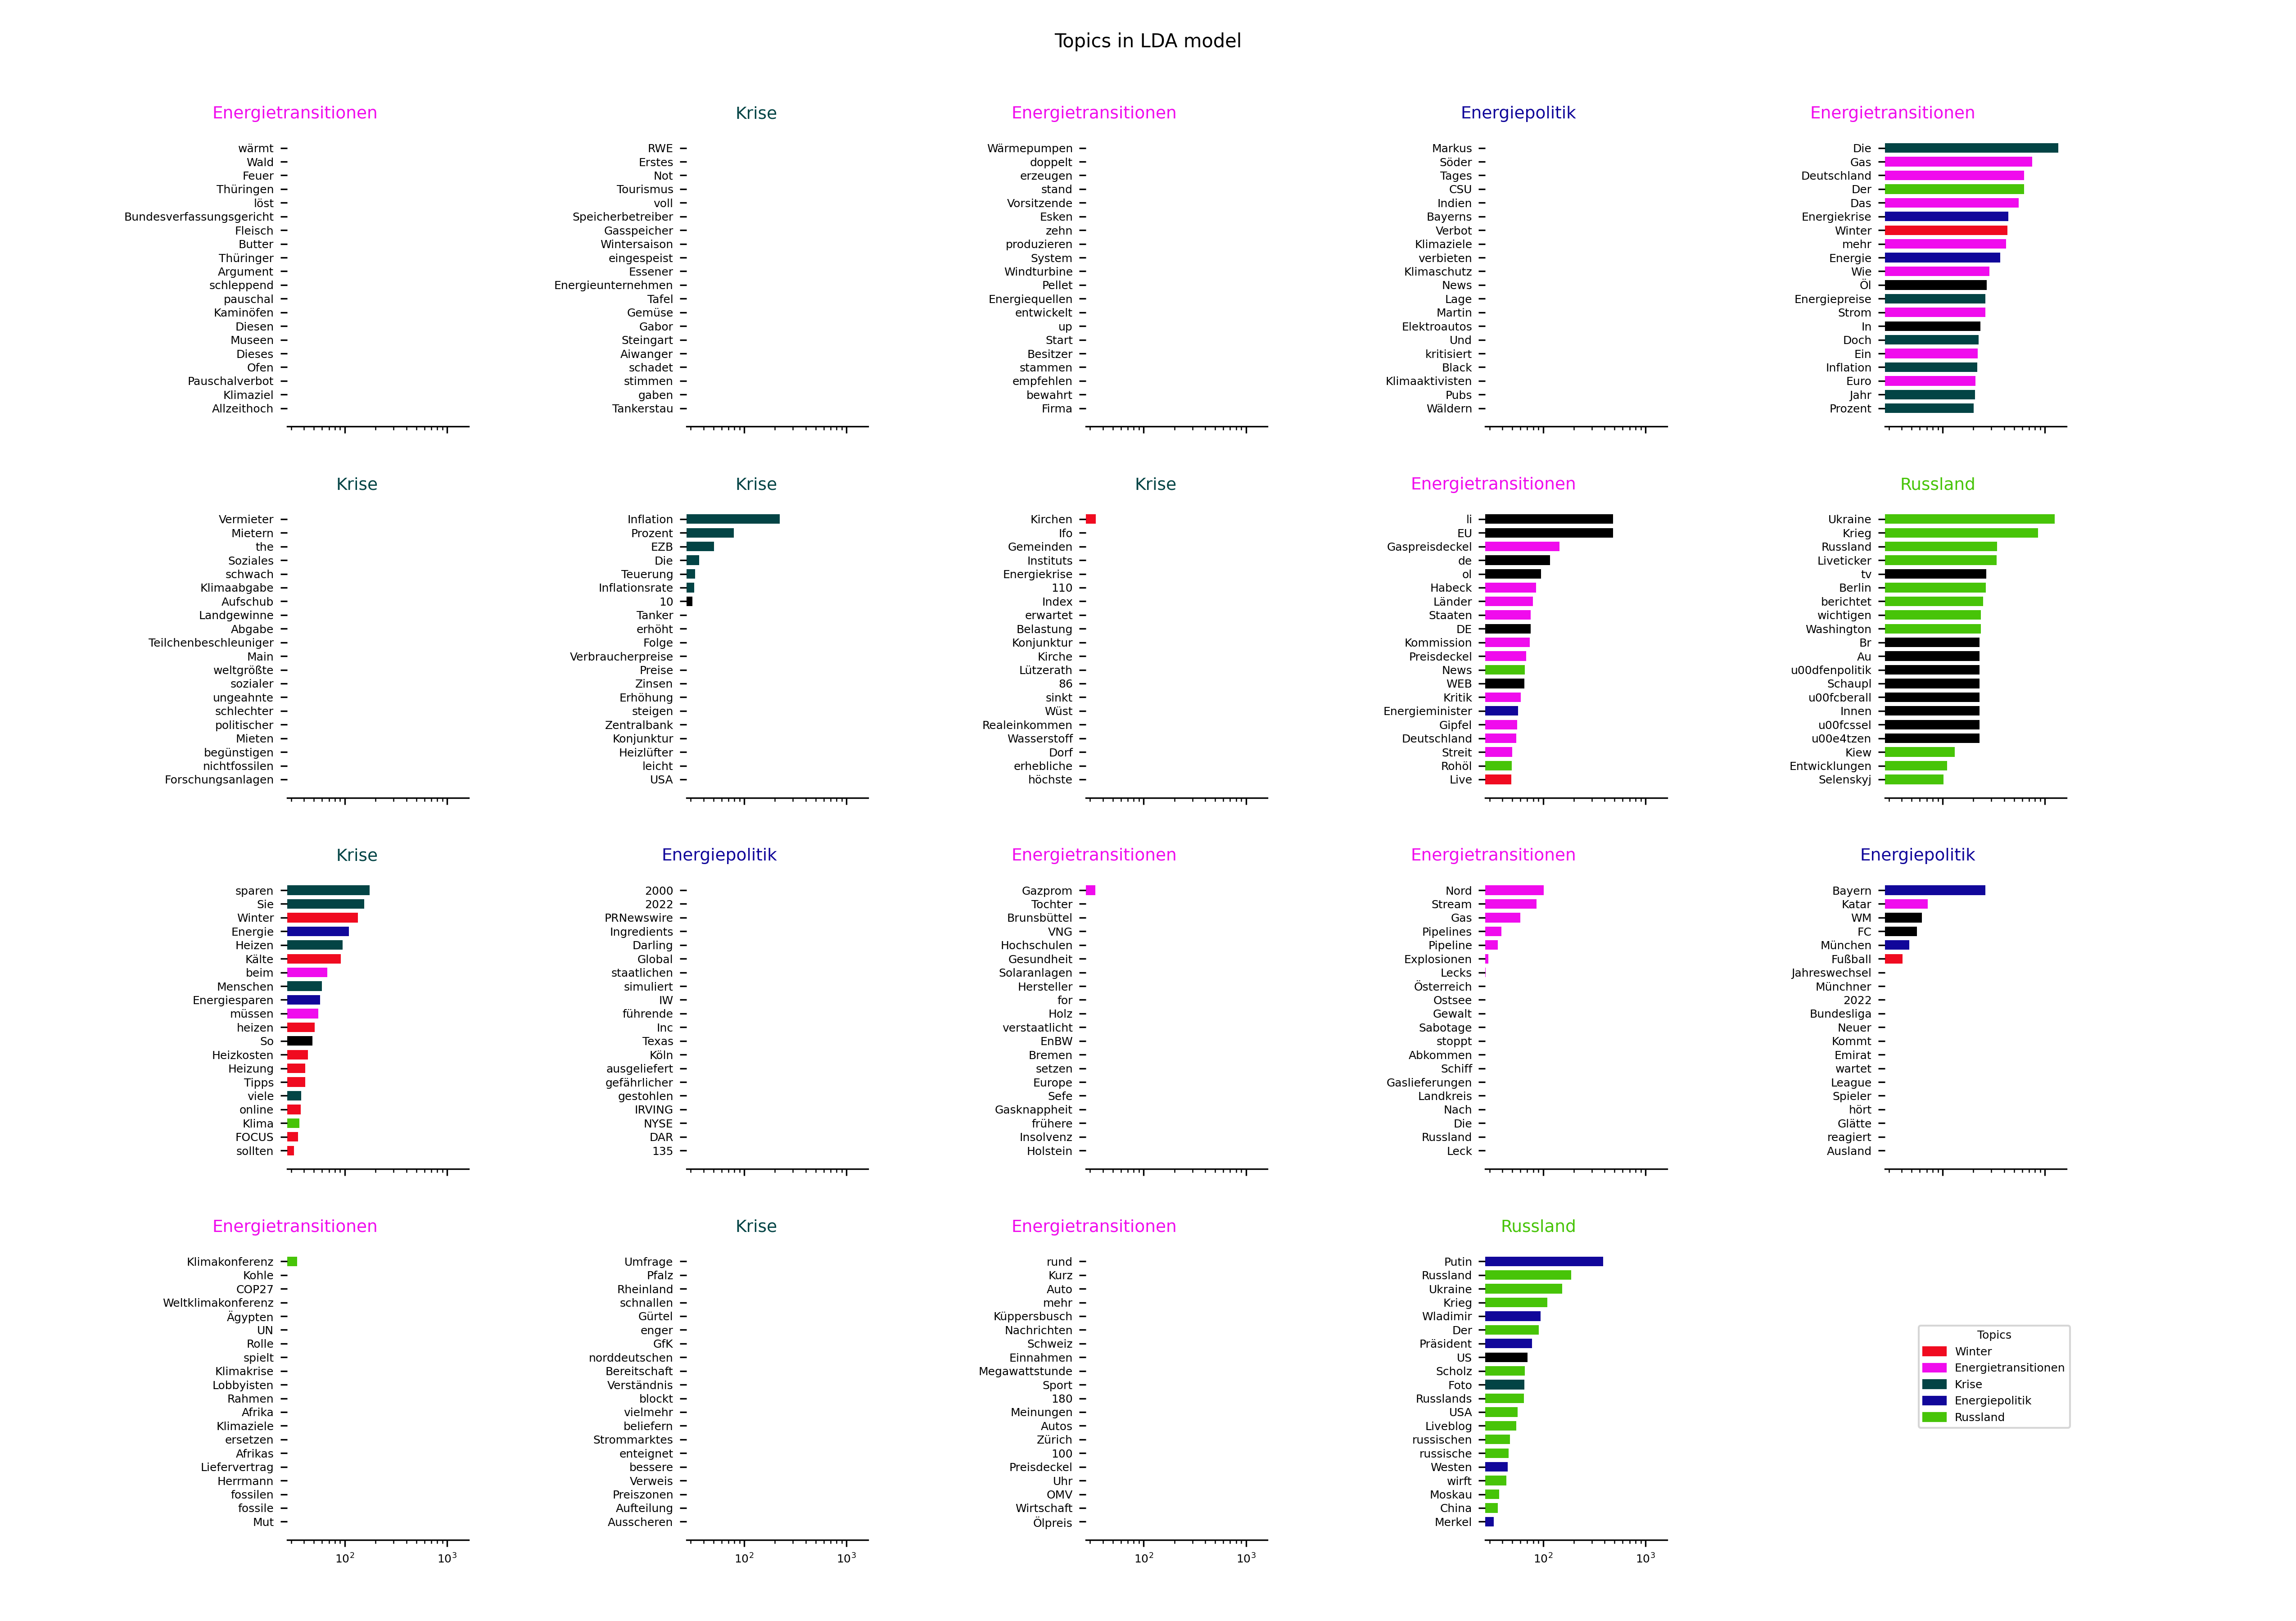 Topics in LDA model
Energietransitionen
wärmt
Wald
Feuer
Thüringen
löst
Bundesverfassungsgericht
Fleisch
Butter
Thüringer
Argument
schleppend
pauschal
Kaminöfen
Diesen
Museen
Dieses
Ofen
Pauschalverbot
Klimaziel
Allzeithoch
Krise
RWE
Erstes
Not
Tourismus
voll
Speicherbetreiber
Gasspeicher
Wintersaison
eingespeist
Essener
Energieunternehmen
Tafel
Gemüse
Gabor
Steingart
Aiwanger
schadet
stimmen
gaben
Tankerstau
Energietransitionen
Wärmepumpen
doppelt
erzeugen
stand
Vorsitzende
Esken
zehn
produzieren
System
Windturbine
Pellet
Energiequellen
entwickelt
up
Start
Besitzer
stammen
empfehlen
bewahrt
Firma
Energiepolitik
Markus
Söder
Tages
CSU
Indien
Bayerns
Verbot
Klimaziele
verbieten
Klimaschutz
News
Lage
Martin
Elektroautos
Und
kritisiert
Black
Klimaaktivisten
Pubs
Wäldern
Energietransitionen
Die
Gas
Deutschland
Der
Das
Energiekrise
Winter
mehr
Energie
Wie
Öl
Energiepreise
Strom
In
Doch
Ein
Inflation
Euro
Jahr
Prozent
Krise
Vermieter
Mietern
the
Soziales
schwach
Klimaabgabe
Aufschub
Landgewinne
Abgabe
Teilchenbeschleuniger
Main
weltgrößte
sozialer
ungeahnte
schlechter
politischer
Mieten
begünstigen
nichtfossilen
Forschungsanlagen
Krise
Inflation
Prozent
EZB
Die
Teuerung
Inflationsrate
10
Tanker
erhöht
Folge
Verbraucherpreise
Preise
Zinsen
Erhöhung
steigen
Zentralbank
Konjunktur
Heizlüfter
leicht
USA
Krise
Kirchen
Ifo
Gemeinden
Instituts
Energiekrise
110
Index
erwartet
Belastung
Konjunktur
Kirche
Lützerath
86
sinkt
Wüst
Realeinkommen
Wasserstoff
Dorf
erhebliche
höchste
Energietransitionen
li
EU
Gaspreisdeckel
de
ol
Habeck
Länder
Staaten
DE
Kommission
Preisdeckel
News
WEB
Kritik
Energieminister
Gipfel
Deutschland
Streit
Rohöl
Live
Russland
Ukraine
Krieg
Russland
Liveticker
tv
Berlin
berichtet
wichtigen
Washington
Br
Au
u00dfenpolitik
Schaupl
u00fcberall
Innen
u00fcssel
u00e4tzen
Kiew
Entwicklungen
Selenskyj
Krise
sparen
Sie
Winter
Energie
Heizen
Kälte
beim
Menschen
Energiesparen
müssen
heizen
So
Heizkosten
Heizung
Tipps
viele
online
Klima
FOCUS
sollten
Energiepolitik
2000
2022
PRNewswire
Ingredients
Darling
Global
staatlichen
simuliert
IW
führende
Inc
Texas
Köln
ausgeliefert
gefährlicher
gestohlen
IRVING
NYSE
DAR
135
Energietransitionen
Gazprom
Tochter
Brunsbüttel
VNG
Hochschulen
Gesundheit
Solaranlagen
Hersteller
for
Holz
verstaatlicht
EnBW
Bremen
setzen
Europe
Sefe
Gasknappheit
frühere
Insolvenz
Holstein
Energietransitionen
Nord
Stream
Gas
Pipelines
Pipeline
Explosionen
Lecks
Österreich
Ostsee
Gewalt
Sabotage
stoppt
Abkommen
Schiff
Gaslieferungen
Landkreis
Nach
Die
Russland
Leck
Energiepolitik
Bayern
Katar
WM
FC
München
Fußball
Jahreswechsel
Münchner
2022
Bundesliga
Neuer
Kommt
Emirat
wartet
League
Spieler
hört
Glätte
reagiert
Ausland
Energietransitionen
Klimakonferenz
Kohle
COP27
Weltklimakonferenz
Ägypten
UN
Rolle
spielt
Klimakrise
Lobbyisten
Rahmen
Afrika
Klimaziele
ersetzen
Afrikas
Liefervertrag
Herrmann
fossilen
fossile
Mut
10² 10³
Krise
Umfrage
Pfalz
Rheinland
schnallen
Gürtel
enger
GfK
norddeutschen
Bereitschaft
Verständnis
blockt
vielmehr
beliefern
Strommarktes
enteignet
bessere
Verweis
Preiszonen
Aufteilung
Ausscheren
10² 10³
Energietransitionen
rund
Kurz
Auto
mehr
Küppersbusch
Nachrichten
Schweiz
Einnahmen
Megawattstunde
Sport
180
Meinungen
Autos
Zürich
100
Preisdeckel
Uhr
OMV
Wirtschaft
Ölpreis
10² 10³
Russland
Putin
Russland
Ukraine
Krieg
Wladimir
Der
Präsident
US
Scholz
Foto
Russlands
USA
Liveblog
russischen
russische
Westen
wirft
Moskau
China
Merkel
10² 10³
Topics
Winter
Energietransitionen
Krise
Energiepolitik
Russland